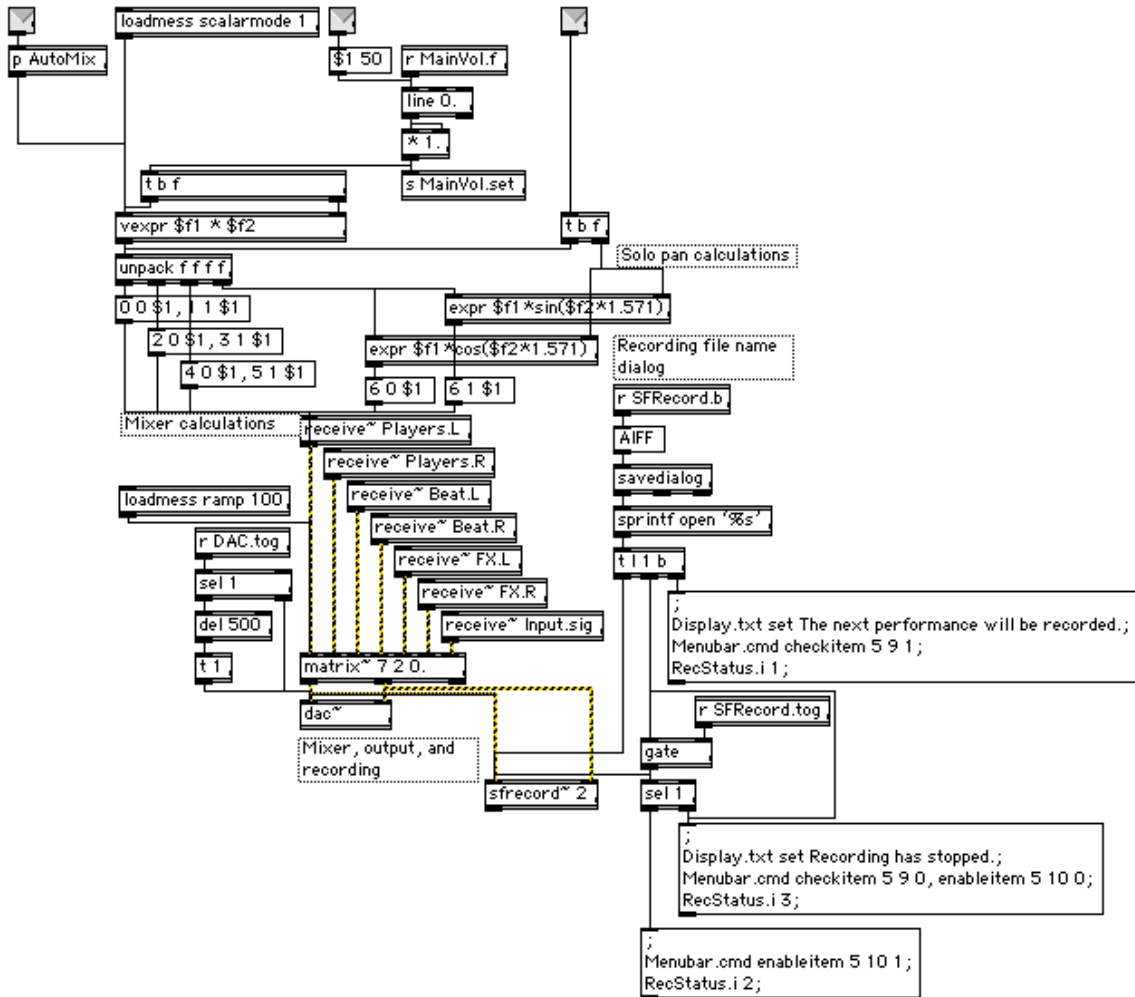 loadmess scalarmode 1
p AutoMix
$1 50
r MainVol.f
line 0.
* 1.
t b f
s MainVol.set
vexpr $f1 * $f2
t b f
Solo pan calculations
unpack f f f f
0 0 $1, 1 1 $1
expr $f1*sin($f2*1.571)
2 0 $1, 3 1 $1
expr $f1*cos($f2*1.571)
Recording file name
dialog
4 0 $1, 5 1 $1
6 0 $1
6 1 $1
r SFRecord.b
Mixer calculations
receive~ Players.L
AIFF
receive~ Players.R
savedialog
loadmess ramp 100
receive~ Beat.L
sprintf open '%s'
receive~ Beat.R
r DAC.tog
receive~ FX.L
t l 1 b
sel 1
receive~ FX.R
del 500
receive~ Input.sig
;
Display.txt set The next performance will be recorded.;
Menubar.cmd checkitem 5 9 1;
RecStatus.i 1;
t 1
matrix~ 7 2 0.
dac~
r SFRecord.tog
Mixer, output, and
recording
gate
sfrecord~ 2
sel 1
;
Display.txt set Recording has stopped.;
Menubar.cmd checkitem 5 9 0, enableitem 5 10 0;
RecStatus.i 3;
;
Menubar.cmd enableitem 5 10 1;
RecStatus.i 2;